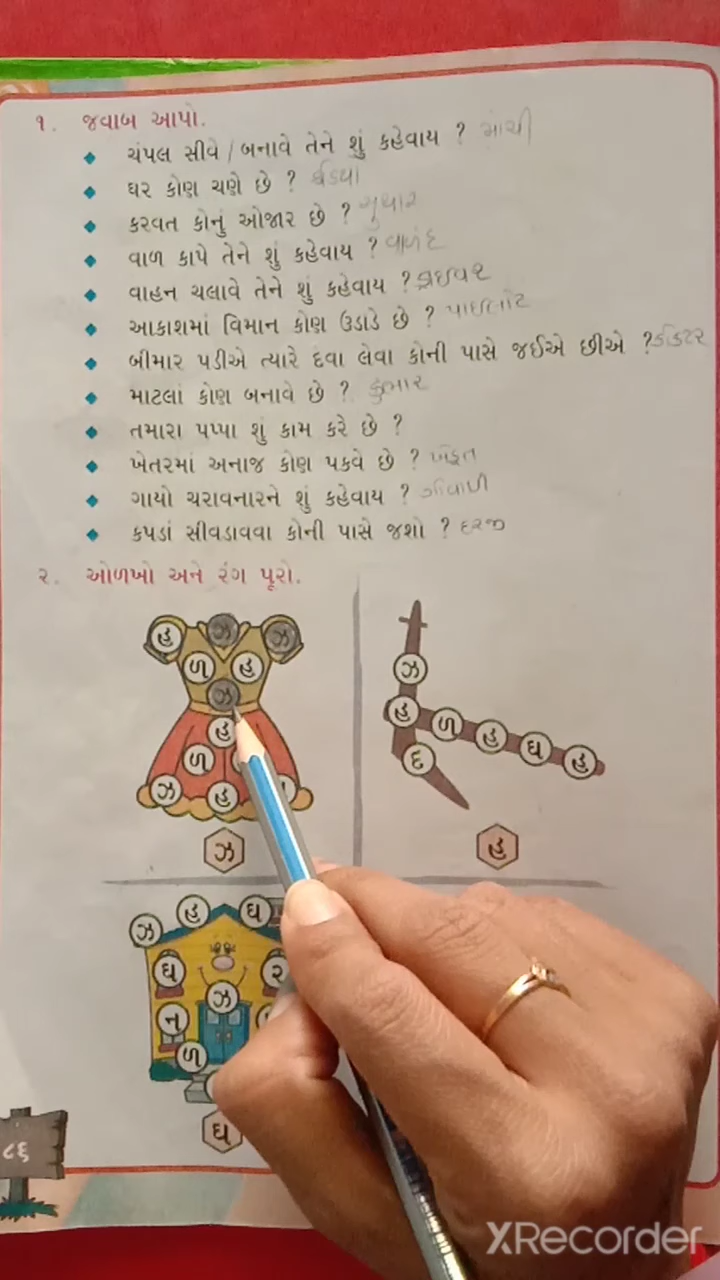 ૧. જવાબ આપો.
ચંપલ સીવે / બનાવે તેને શું કહેવાય ? મોચી
ઘર કોણ ચણે છે ? કડિયો
કરવત કોનું ઓજાર છે ? સુથાર
વાળ કાપે તેને શું કહેવાય ? વાળંદ
વાહન ચલાવે તેને શું કહેવાય ? ડ્રાઇવર
આકાશમાં વિમાન કોણ ઉડાડે છે ? પાઇલોટ
બીમાર પડીએ ત્યારે દવા લેવા કોની પાસે જઈએ છીએ ? ડૉક્ટર
માટલાં કોણ બનાવે છે ? કુંભાર
તમારા પપ્પા શું કામ કરે છે ?
ખેતરમાં અનાજ કોણ પકવે છે ? ખેડૂત
ગાયો ચરાવનારને શું કહેવાય ? ગોવાળ
કપડાં સીવડાવવા કોની પાસે જશો ? દરજી
૨. ઓળખો અને રંગ પૂરો.
હ ઝ ઝ
ળ હ
ઝ
હ
ળ
ઝ હ
ઝ
ઝ
હ ળ હ ઘ હ
દ
હ
ઝ હ ઘ
ઘ ર
ઝ
ન
ળ
ઘ
૮૬
XRecorder